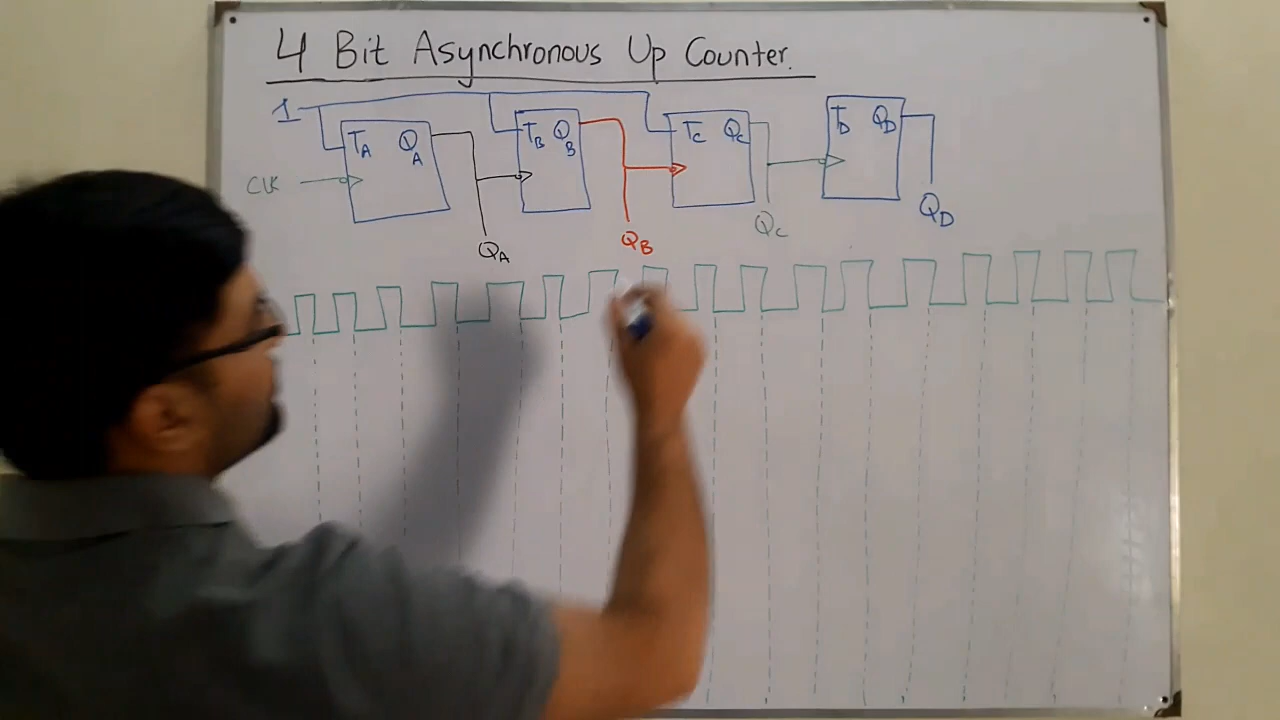 4 Bit Asynchronous Up Counter.
1
TA QA
TB QB
TC QC
TD QD
CLK
QA
QB
QC
QD